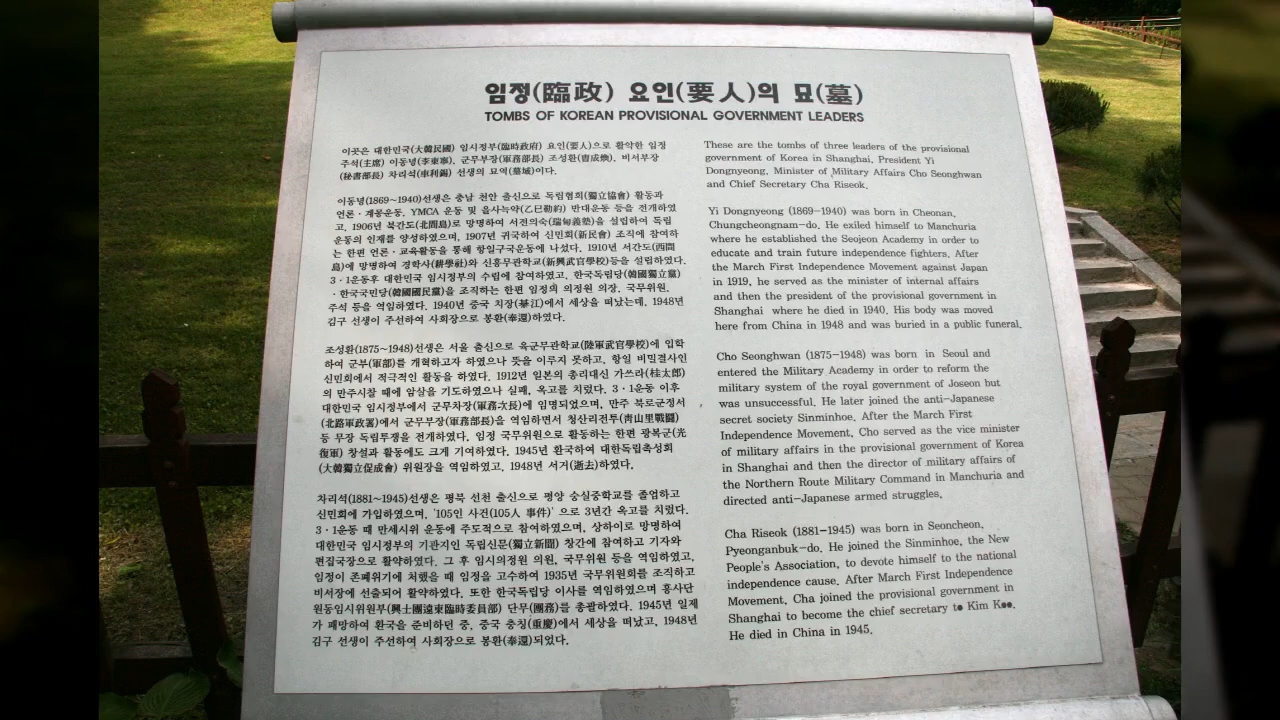 임정(臨政) 요인(要人)의 묘(墓)
TOMBS OF KOREAN PROVISIONAL GOVERNMENT LEADERS
이곳은 대한민국(大韓民國) 임시정부(臨時政府) 요인(要人)으로 활약한 임정
주석(主席) 이동녕(李東寧), 군무부장(軍務部長) 조성환(曺成煥), 비서부장
(秘書部長) 차리석(車利錫) 선생의 묘역(墓域)이다.
이동녕(1869~1940)선생은 충남 천안 출신으로 독립협회(獨立協會) 활동과
언론·계몽운동, YMCA 운동 및 을사늑약(乙巳勒約) 반대운동 등을 전개하였
고, 1906년 북간도(北間島)로 망명하여 서전의숙(瑞甸義塾)을 설립하여 독립
운동의 인재를 양성하였으며, 1907년 귀국하여 신민회(新民會) 조직에 참여하
는 한편 언론·교육활동을 통해 항일구국운동에 나섰다. 1910년 서간도(西間
島)에 망명하여 경학사(耕學社)와 신흥무관학교(新興武官學校)등을 설립하였다.
3·1운동후 대한민국 임시정부의 수립에 참여하였고, 한국독립당(韓國獨立黨)
·한국국민당(韓國國民黨)을 조직하는 한편 임정의 의정원 의장, 국무위원,
주석 등을 역임하였다. 1940년 중국 치장(綦江)에서 세상을 떠났는데, 1948년
김구 선생이 주선하여 사회장으로 봉환(奉還)하였다.
조성환(1875~1948)선생은 서울 출신으로 육군무관학교(陸軍武官學校)에 입학
하여 군부(軍部)를 개혁하고자 하였으나 뜻을 이루지 못하고, 항일 비밀결사인
신민회에서 적극적인 활동을 하였다. 1912년 일본의 총리대신 가쓰라(桂太郞)
의 만주시찰 때에 암살을 기도하였으나 실패, 옥고를 치렀다. 3·1운동 이후
대한민국 임시정부에서 군무차장(軍務次長)에 임명되었으며, 만주 북로군정서
(北路軍政署)에서 군무부장(軍務部長)을 역임하면서 청산리전투(靑山里戰鬪)
등 무장 독립투쟁을 전개하였다. 임정 국무위원으로 활동하는 한편 광복군(光
復軍) 창설과 활동에도 크게 기여하였다. 1945년 환국하여 대한독립촉성회
(大韓獨立促成會) 위원장을 역임하였고, 1948년 서거(逝去)하였다.
차리석(1881~1945)선생은 평북 선천 출신으로 평양 숭실중학교를 졸업하고
신민회에 가입하였으며, '105인 사건(105人 事件)' 으로 3년간 옥고를 치렀다.
3·1운동 때 만세시위 운동에 주도적으로 참여하였으며, 상하이로 망명하여
대한민국 임시정부의 기관지인 독립신문(獨立新聞) 창간에 참여하고 기자와
편집국장으로 활약하였다. 그 후 임시의정원 의원, 국무위원 등을 역임하였고,
임정이 존폐위기에 처했을 때 임정을 고수하여 1935년 국무위원회를 조직하고
비서장에 선출되어 활약하였다. 또한 한국독립당 이사를 역임하였으며 흥사단
원동임시위원부(興士團遠東臨時委員部) 단무(團務)를 총괄하였다. 1945년 일제
가 패망하여 환국을 준비하던 중, 중국 충칭(重慶)에서 세상을 떠났고, 1948년
김구 선생이 주선하여 사회장으로 봉환(奉還)되었다.
These are the tombs of three leaders of the provisional
government of Korea in Shanghai, President Yi
Dongnyeong, Minister of Military Affairs Cho Seonghwan
and Chief Secretary Cha Riseok.
Yi Dongnyeong (1869-1940) was born in Cheonan,
Chungcheongnam-do. He exiled himself to Manchuria
where he established the Seojeon Academy in order to
educate and train future independence fighters. After
the March First Independence Movement against Japan
in 1919, he served as the minister of internal affairs
and then the president of the provisional government in
Shanghai where he died in 1940. His body was moved
here from China in 1948 and was buried in a public funeral.
Cho Seonghwan (1875-1948) was born in Seoul and
entered the Military Academy in order to reform the
military system of the royal government of Joseon but
was unsuccessful. He later joined the anti-Japanese
secret society Sinminhoe. After the March First
Independence Movement, Cho served as the vice minister
of military affairs in the provisional government of Korea
in Shanghai and then the director of military affairs of
the Northern Route Military Command in Manchuria and
directed anti-Japanese armed struggles.
Cha Riseok (1881-1945) was born in Seoncheon,
Pyeonganbuk-do. He joined the Sinminhoe, the New
People's Association, to devote himself to the national
independence cause. After March First Independence
Movement, Cha joined the provisional government in
Shanghai to become the chief secretary to Kim Koo.
He died in China in 1945.